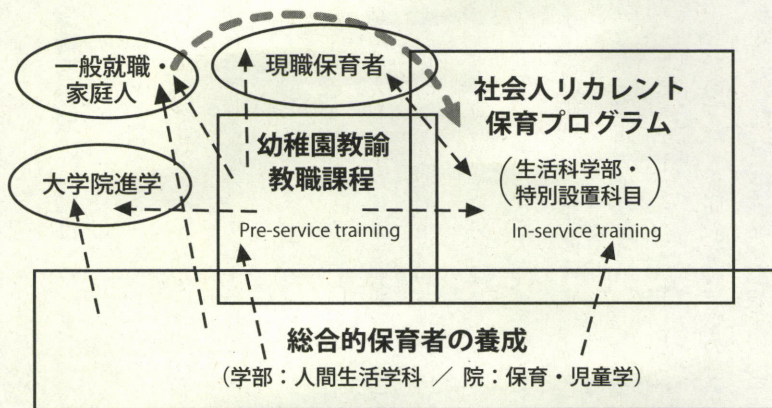 一般就職・
家庭人
現職保育者
社会人リカレント
保育プログラム
(生活科学部・
特別設置科目)
In-service training
幼稚園教諭
教職課程
Pre-service training
大学院進学
総合的保育者の養成
(学部:人間生活学科 / 院:保育・児童学)